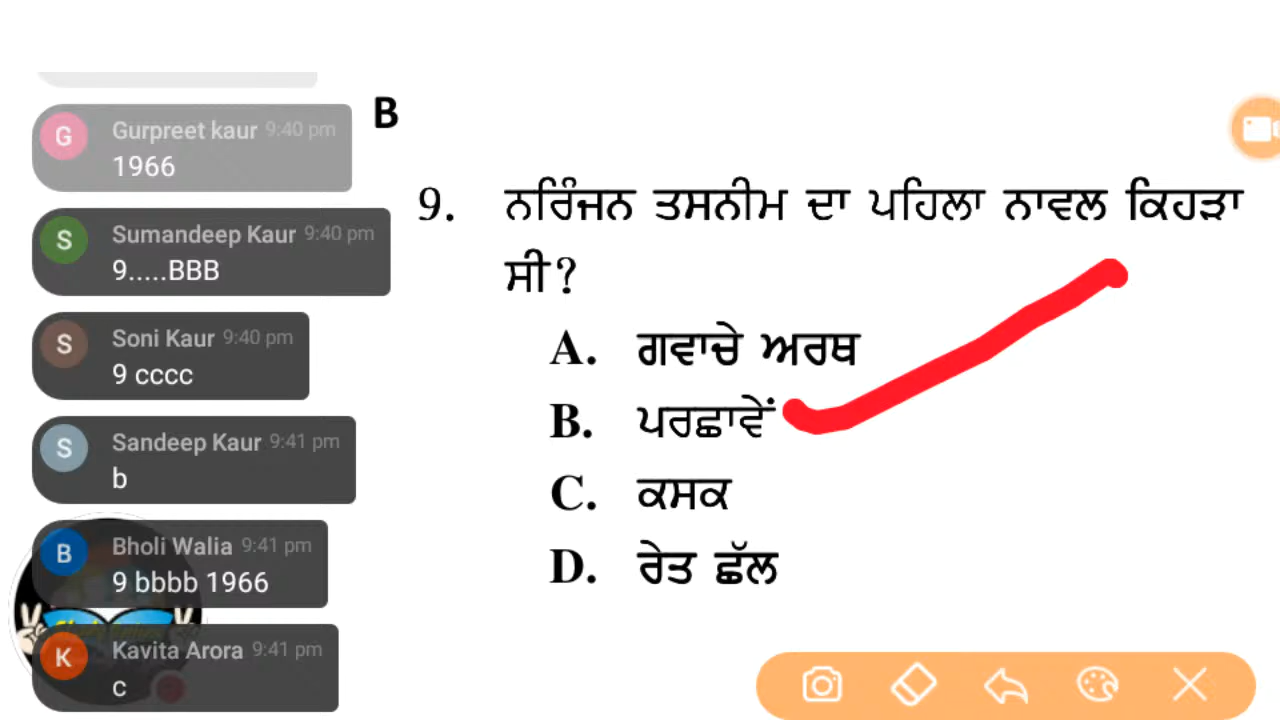 Gurpreet kaur 9:40 pm
1966
B
Sumandeep Kaur 9:40 pm
9.....BBB
Soni Kaur 9:40 pm
9 cccc
Sandeep Kaur 9:41 pm
b
Bholi Walia 9:41 pm
9 bbbb 1966
Kavita Arora 9:41 pm
c
9. ਨਰਿੰਜਨ ਤਸਨੀਮ ਦਾ ਪਹਿਲਾ ਨਾਵਲ ਕਿਹੜਾ
ਸੀ?
A. ਗਵਾਚੇ ਅਰਥ
B. ਪਰਛਾਵੇਂ
C. ਕਸਕ
D. ਰੇਤ ਛੱਲ